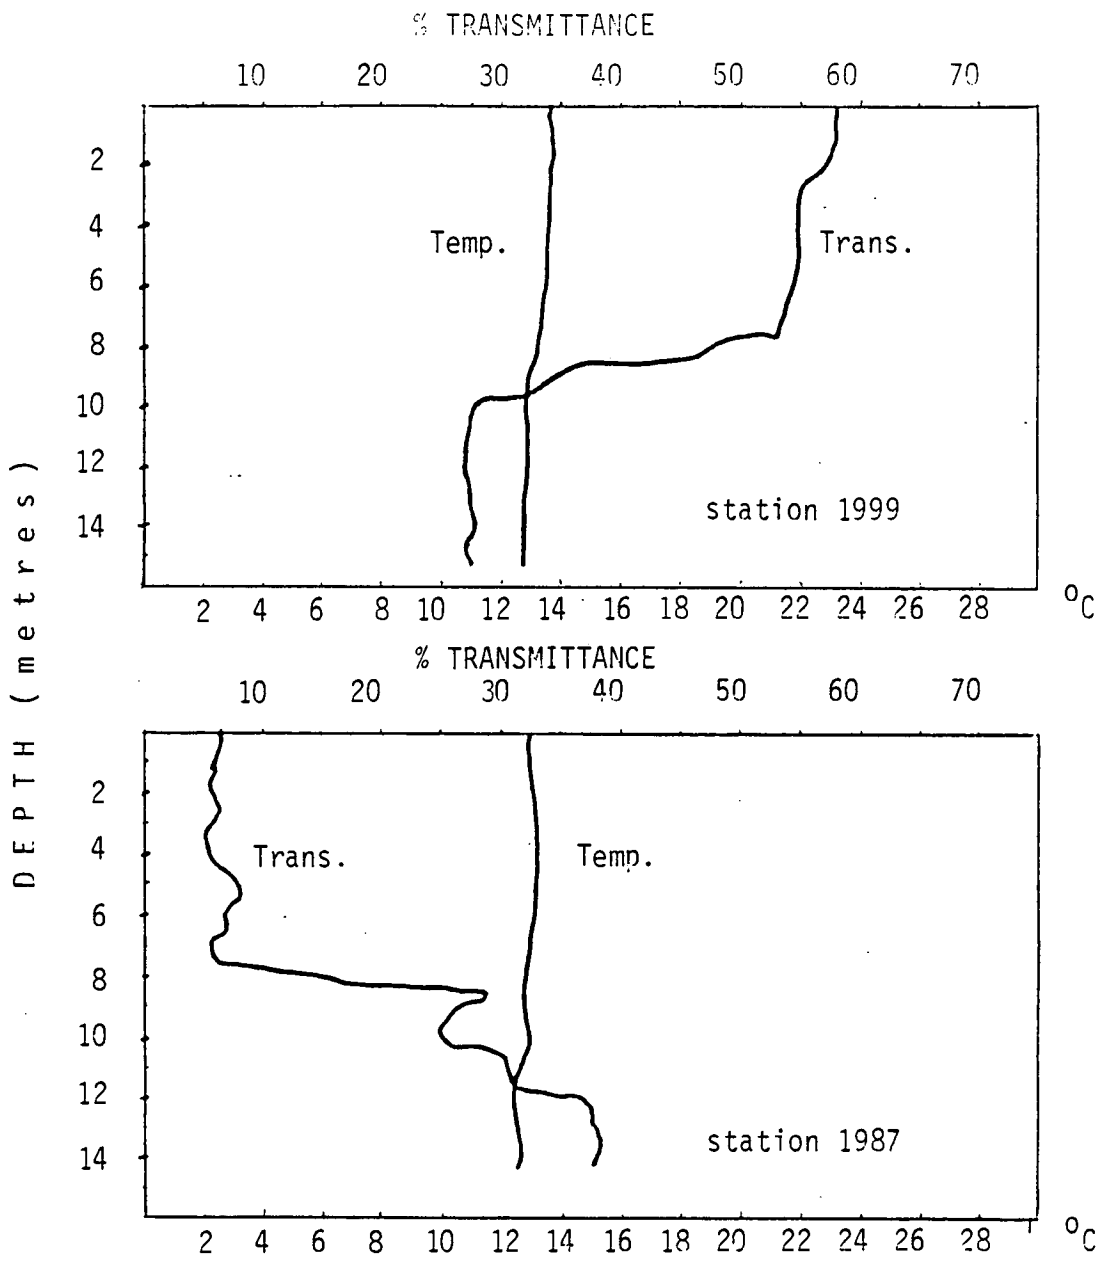 % TRANSMITTANCE
10 20 30 40 50 60 70
2
4
6
8
10
12
14
Temp.
Trans.
station 1999
2 4 6 8 10 12 14 16 18 20 22 24 26 28 °C
% TRANSMITTANCE
10 20 30 40 50 60 70
2
4
6
8
10
12
14
Trans.
Temp.
station 1987
2 4 6 8 10 12 14 16 18 20 22 24 26 28 °C
DEPTH (metres)